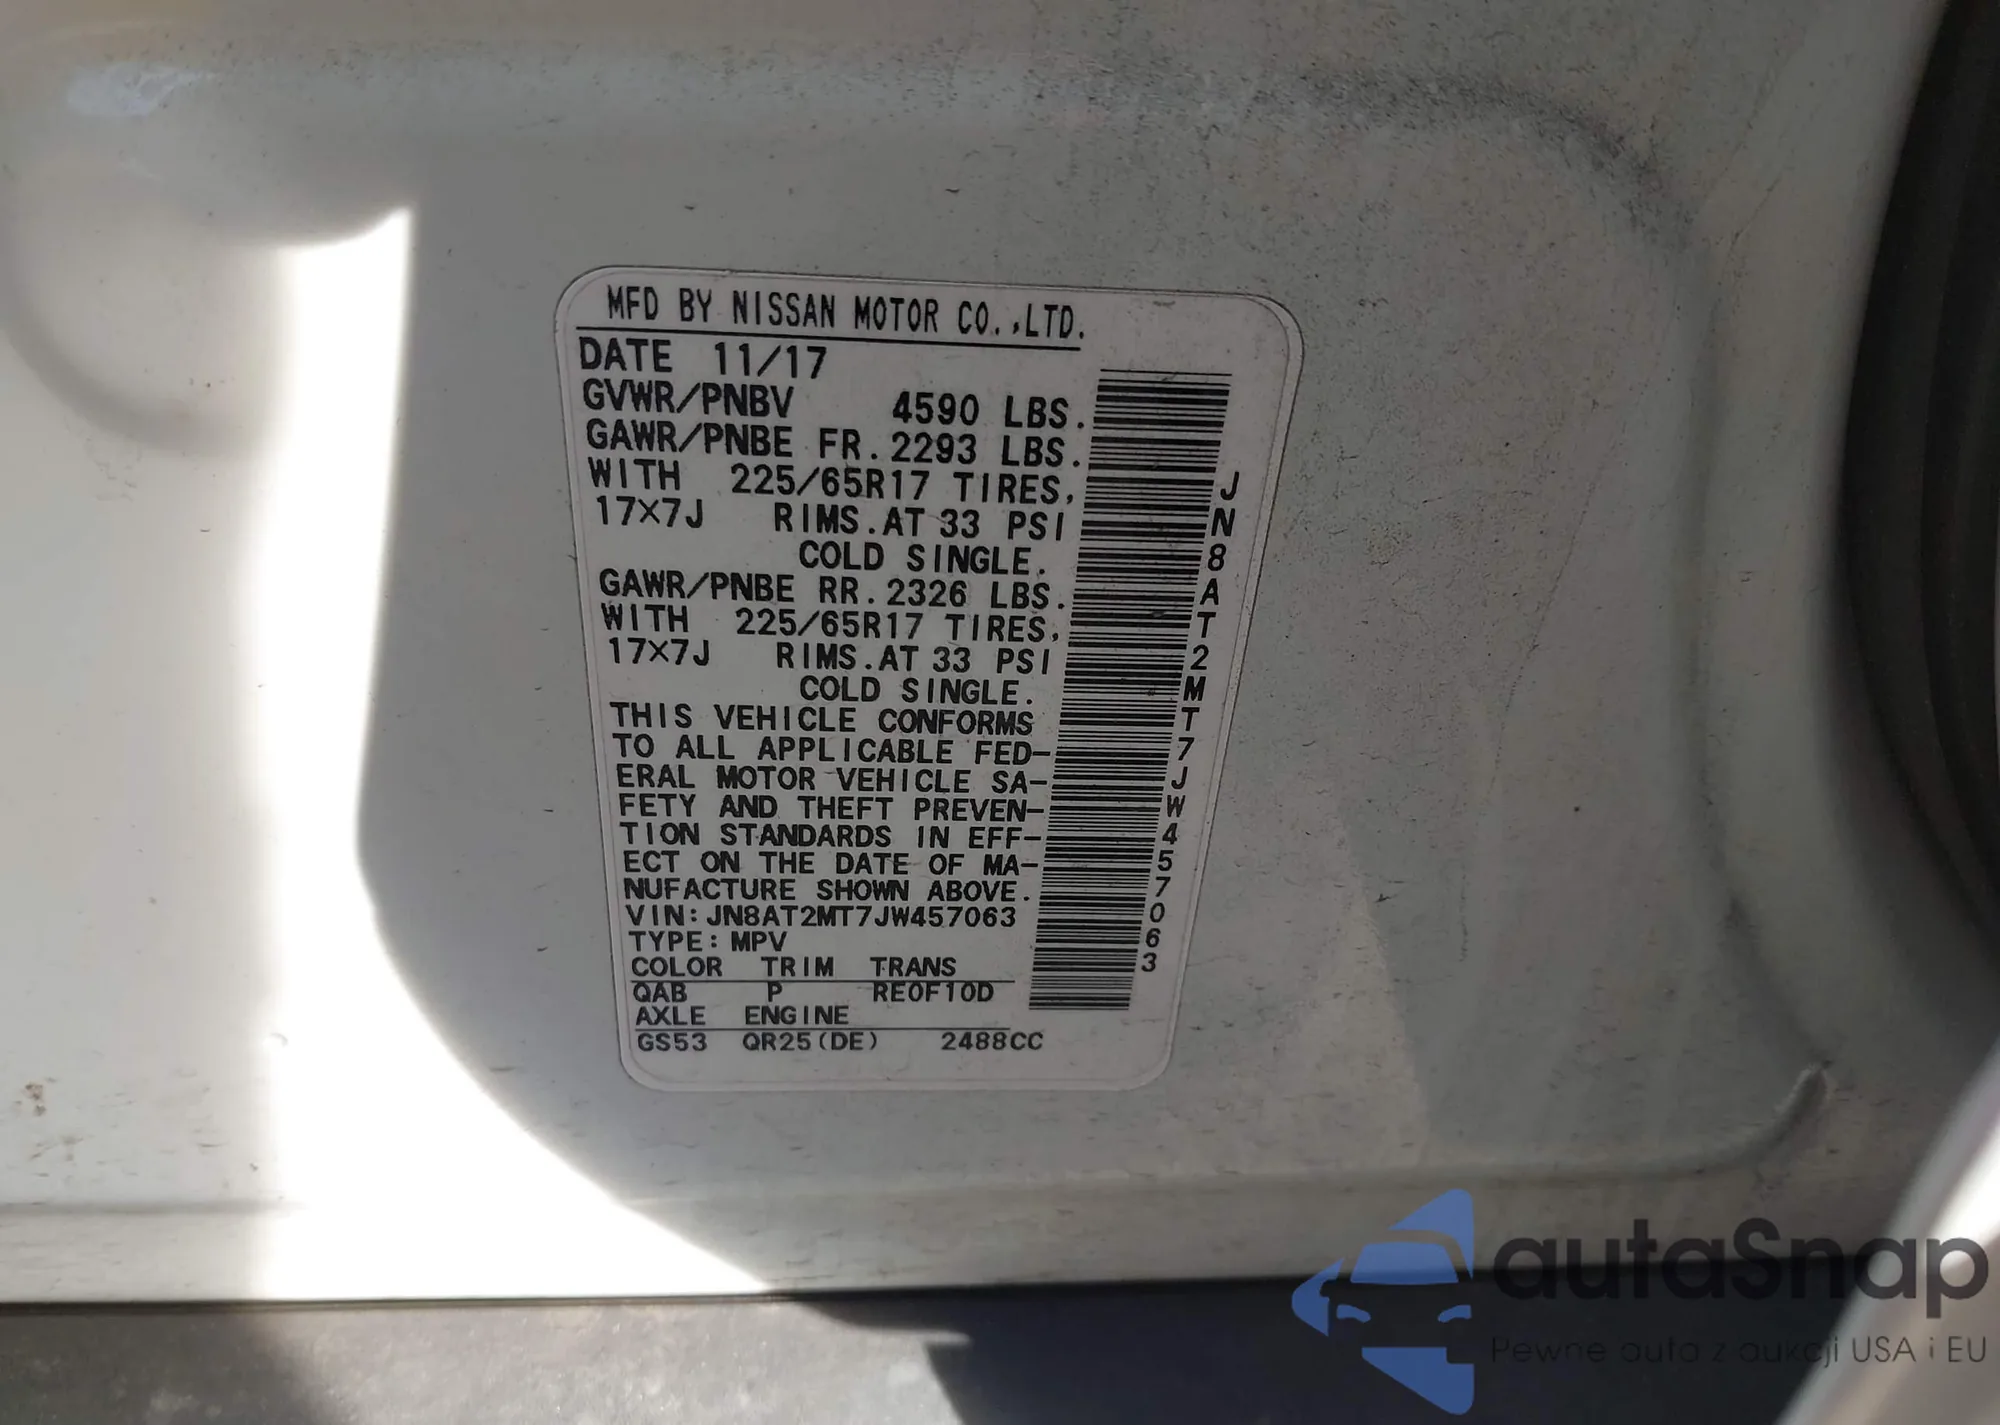 MFD BY NISSAN MOTOR CO.,LTD.
DATE 11/17
GVWR/PNBV 4590 LBS.
GAWR/PNBE FR.2293 LBS.
WITH 225/65R17 TIRES,
17×7J RIMS.AT 33 PSI
COLD SINGLE.
GAWR/PNBE RR.2326 LBS.
WITH 225/65R17 TIRES,
17×7J RIMS.AT 33 PSI
COLD SINGLE.
THIS VEHICLE CONFORMS
TO ALL APPLICABLE FED-
ERAL MOTOR VEHICLE SA-
FETY AND THEFT PREVEN-
TION STANDARDS IN EFF-
ECT ON THE DATE OF MA-
NUFACTURE SHOWN ABOVE.
VIN:JN8AT2MT7JW457063
TYPE:MPV
COLOR TRIM TRANS
QAB P RE0F10D
AXLE ENGINE
GS53 QR25(DE) 2488CC
JN8AT2MT7JW457063
autaSnap
Pewne auta z aukcji USA i EU